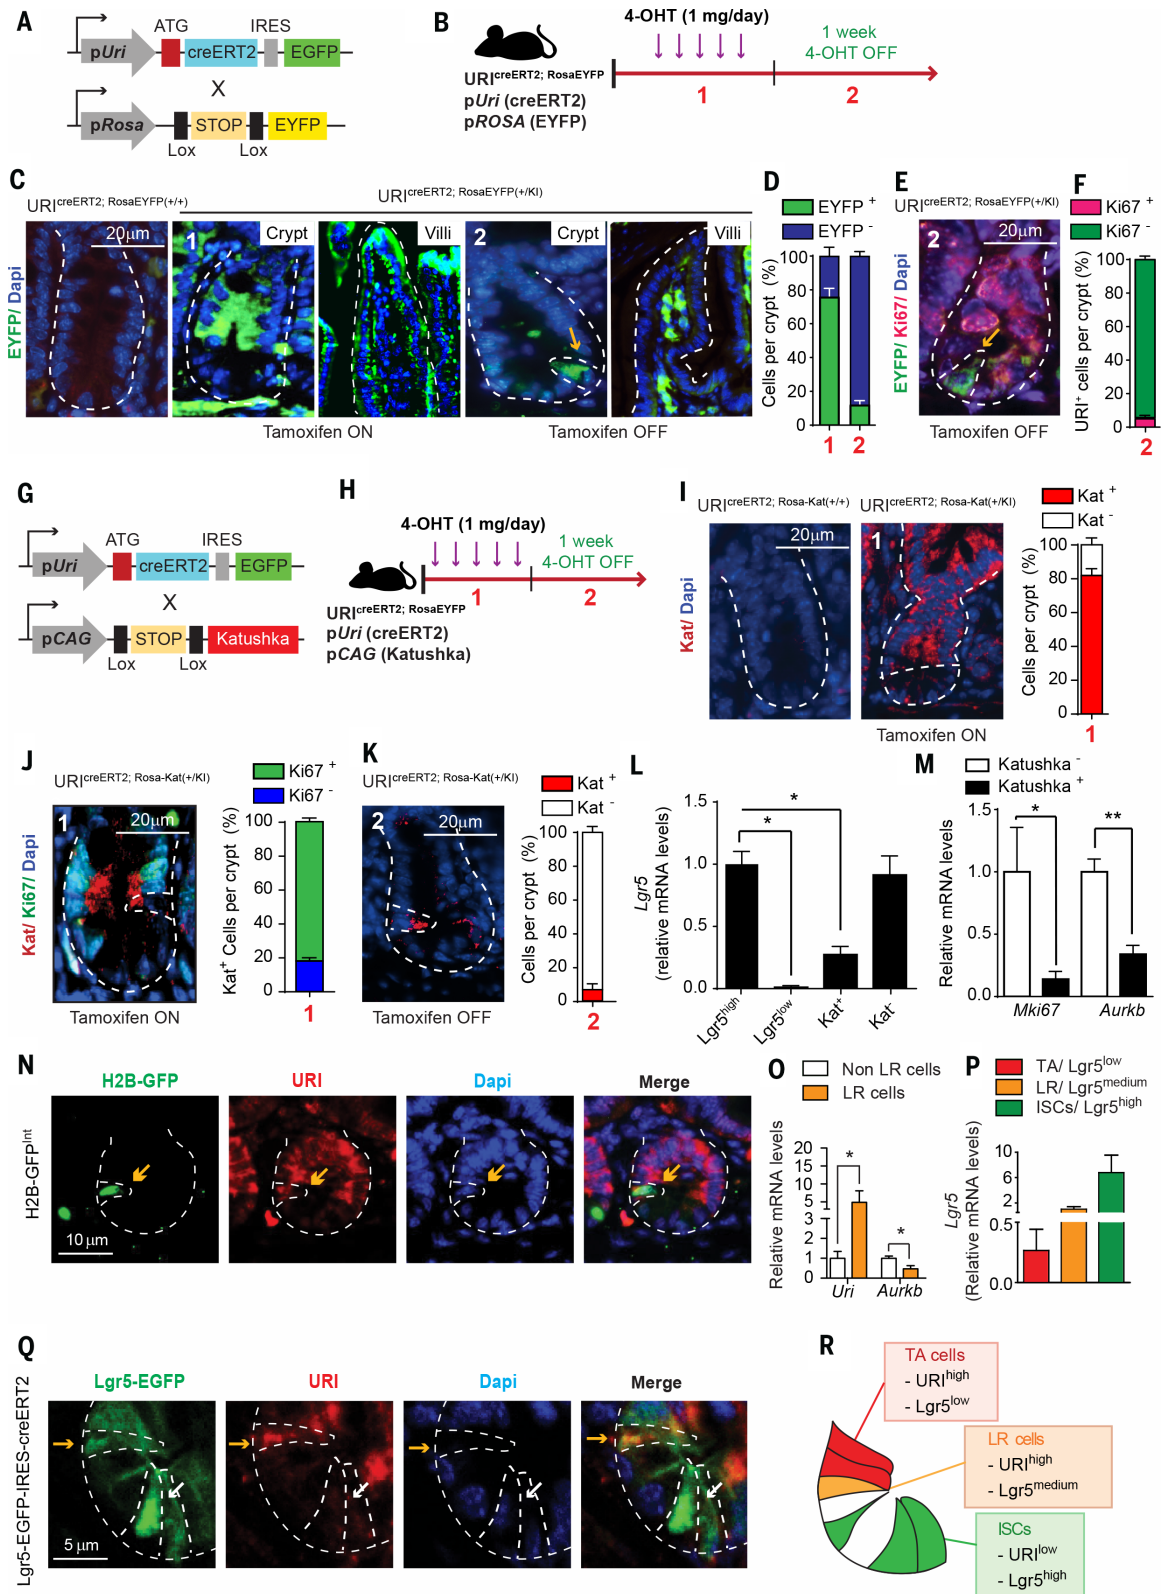 A
ATG
IRES
pUri
creERT2
EGFP
X
pRosa
STOP
EYFP
Lox
Lox
B
4-OHT (1 mg/day)
1 week
4-OHT OFF
URIcreERT2; RosaEYFP
pUri (creERT2)
pROSA (EYFP)
1
2
C
URIcreERT2; RosaEYFP(+/+)
URIcreERT2; RosaEYFP(+/KI)
EYFP/ Dapi
20μm
1
Crypt
Villi
2
Crypt
Villi
Tamoxifen ON
Tamoxifen OFF
D
EYFP +
EYFP -
Cells per crypt (%)
100
80
60
40
20
0
1
2
E
URIcreERT2; RosaEYFP(+/KI)
EYFP/ Ki67/ Dapi
2
20μm
Tamoxifen OFF
F
Ki67 +
Ki67 -
URI+ cells per crypt (%)
100
80
60
40
20
0
2
G
ATG
IRES
pUri
creERT2
EGFP
X
pCAG
STOP
Katushka
Lox
Lox
H
4-OHT (1 mg/day)
1 week
4-OHT OFF
1
2
URIcreERT2; RosaEYFP
pUri (creERT2)
pCAG (Katushka)
I
URIcreERT2; Rosa-Kat(+/+)
URIcreERT2; Rosa-Kat(+/KI)
Kat/ Dapi
20μm
1
Tamoxifen ON
Kat +
Kat -
Cells per crypt (%)
100
80
60
40
20
0
1
J
URIcreERT2; Rosa-Kat(+/KI)
Kat/ Ki67/ Dapi
1
20μm
Tamoxifen ON
Ki67 +
Ki67 -
Kat+ Cells per crypt (%)
100
80
60
40
20
0
1
K
URIcreERT2; Rosa-Kat(+/KI)
2
20μm
Tamoxifen OFF
Kat +
Kat -
Cells per crypt (%)
100
80
60
40
20
0
2
L
Lgr5
(relative mRNA levels)
1.5
1.0
0.5
0.0
*
*
Lgr5high
Lgr5low
Kat+
Kat-
M
Katushka -
Katushka +
Relative mRNA levels
1.5
1.0
0.5
0.0
*
**
Mki67
Aurkb
N
H2B-GFP
URI
Dapi
Merge
H2B-GFPInt
10 μm
O
Non LR cells
LR cells
Relative mRNA levels
20
15
10
5
3
2
1
0
*
*
Uri
Aurkb
P
TA/ Lgr5low
LR/ Lgr5medium
ISCs/ Lgr5high
Lgr5
(Relative mRNA levels)
10
6
2
0.5
0.0
Q
Lgr5-EGFP
URI
Dapi
Merge
Lgr5-EGFP-IRES-creERT2
5 μm
R
TA cells
- URIhigh
- Lgr5low
LR cells
- URIhigh
- Lgr5medium
ISCs
- URIlow
- Lgr5high